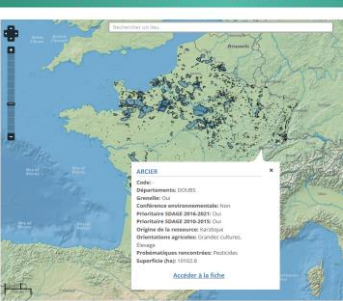 Rechercher un lieu
ARCIER
Code:
Départements: DOUBS
Grenelle: Oui
Conférence environnementale: Non
Prioritaire SDAGE 2016-2021: Oui
Prioritaire SDAGE 2010-2015: Oui
Origine de la ressource: Karstique
Orientations agricoles: Grandes cultures,
Élevage
Problématiques rencontrées: Pesticides
Superficie (ha): 10102.8
Accéder à la fiche